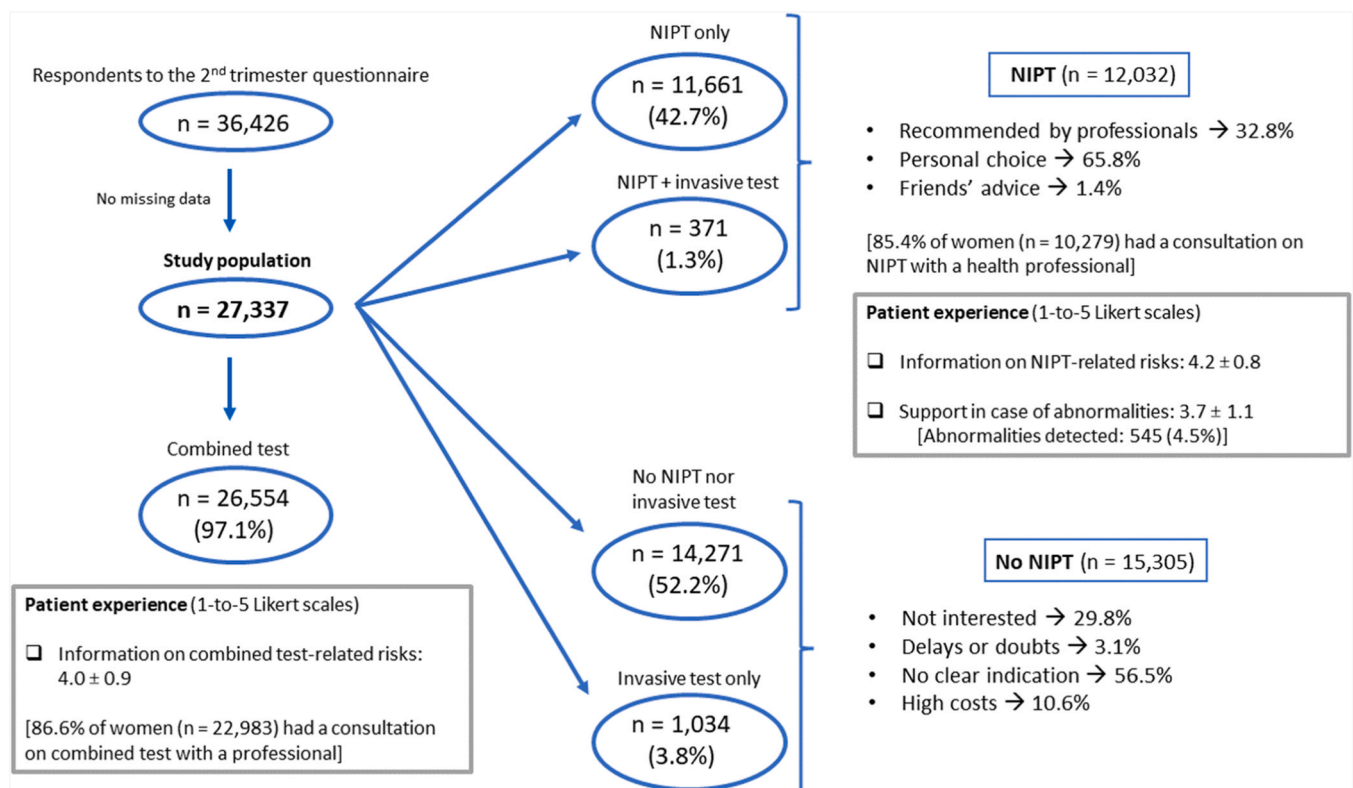 Respondents to the 2nd trimester questionnaire
n = 36,426
No missing data
Study population
n = 27,337
Combined test
n = 26,554
(97.1%)
Patient experience (1-to-5 Likert scales)
❑ Information on combined test-related risks:
4.0 ± 0.9
[86.6% of women (n = 22,983) had a consultation
on combined test with a professional]
NIPT only
n = 11,661
(42.7%)
NIPT + invasive test
n = 371
(1.3%)
No NIPT nor
invasive test
n = 14,271
(52.2%)
Invasive test only
n = 1,034
(3.8%)
NIPT (n = 12,032)
• Recommended by professionals → 32.8%
• Personal choice → 65.8%
• Friends’ advice → 1.4%
[85.4% of women (n = 10,279) had a consultation on
NIPT with a health professional]
Patient experience (1-to-5 Likert scales)
❑ Information on NIPT-related risks: 4.2 ± 0.8
❑ Support in case of abnormalities: 3.7 ± 1.1
[Abnormalities detected: 545 (4.5%)]
No NIPT (n = 15,305)
• Not interested → 29.8%
• Delays or doubts → 3.1%
• No clear indication → 56.5%
• High costs → 10.6%